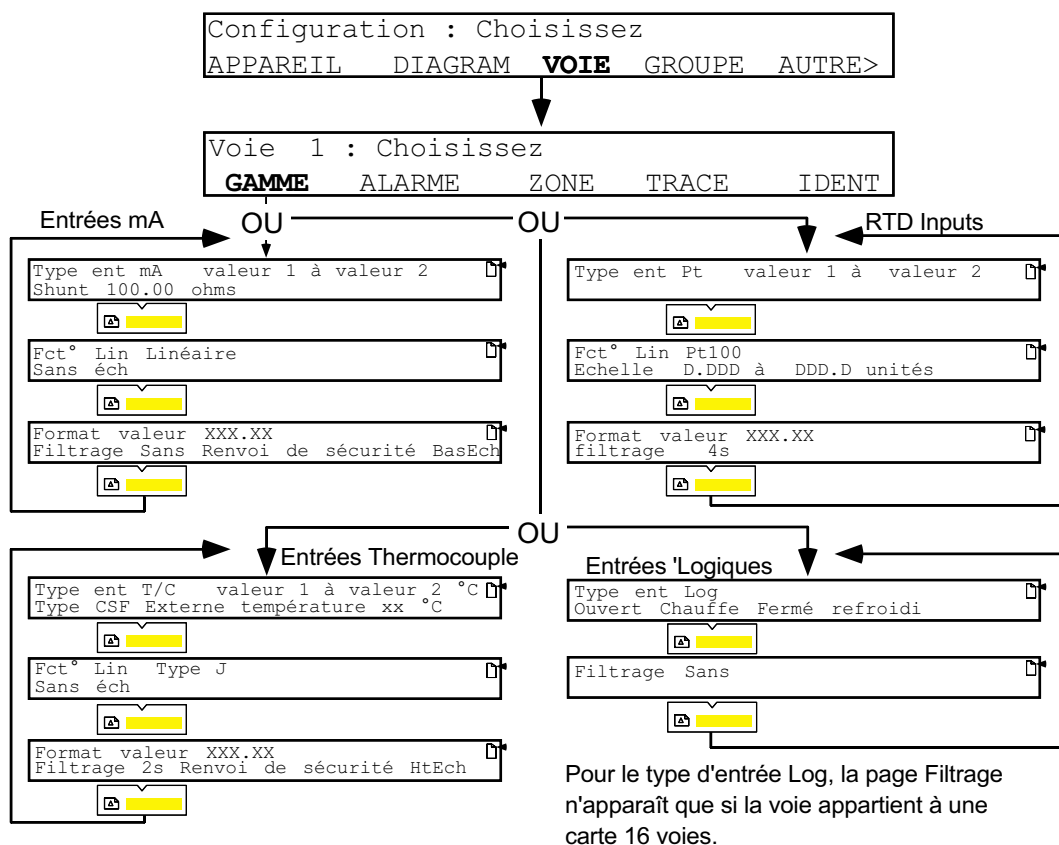 Configuration : Choisissez
APPAREIL DIAGRAM VOIE GROUPE AUTRE>
Voie 1 : Choisissez
GAMME ALARME ZONE TRACE IDENT
Entrées mA
OU
OU
RTD Inputs
Type ent mA valeur 1 à valeur 2
Shunt 100.00 ohms
Fct° Lin Linéaire
Sans éch
Format valeur XXX.XX
Filtrage Sans Renvoi de sécurité BasEch
Type ent Pt valeur 1 à valeur 2
Fct° Lin Pt100
Echelle D.DDD à DDD.D unités
Format valeur XXX.XX
filtrage 4s
OU
Entrées Thermocouple
Type ent T/C valeur 1 à valeur 2 °C
Type CSF Externe température xx °C
Fct° Lin Type J
Sans éch
Format valeur XXX.XX
Filtrage 2s Renvoi de sécurité HtEch
Entrées 'Logiques
Type ent Log
Ouvert Chauffe Fermé refroidi
Filtrage Sans
Pour le type d'entrée Log, la page Filtrage
n'apparaît que si la voie appartient à une
carte 16 voies.